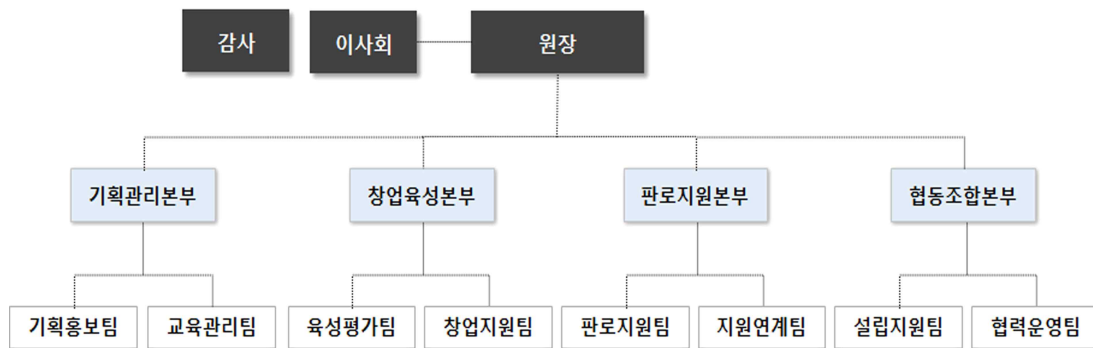 감사
이사회
원장
기획관리본부
창업육성본부
판로지원본부
협동조합본부
기획홍보팀
교육관리팀
육성평가팀
창업지원팀
판로지원팀
지원연계팀
설립지원팀
협력운영팀